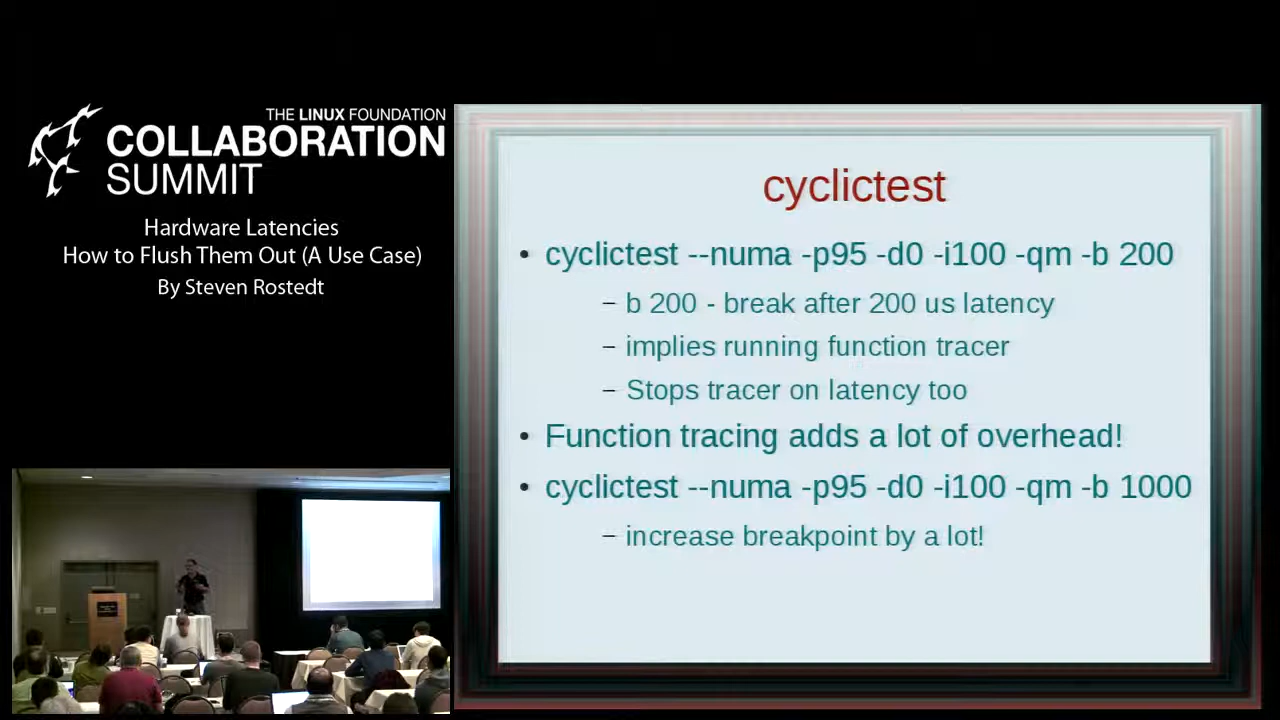 THE LINUX FOUNDATION
COLLABORATION
SUMMIT
Hardware Latencies
How to Flush Them Out (A Use Case)
By Steven Rostedt
cyclictest
• cyclictest --numa -p95 -d0 -i100 -qm -b 200
– b 200 - break after 200 us latency
– implies running function tracer
– Stops tracer on latency too
• Function tracing adds a lot of overhead!
• cyclictest --numa -p95 -d0 -i100 -qm -b 1000
– increase breakpoint by a lot!